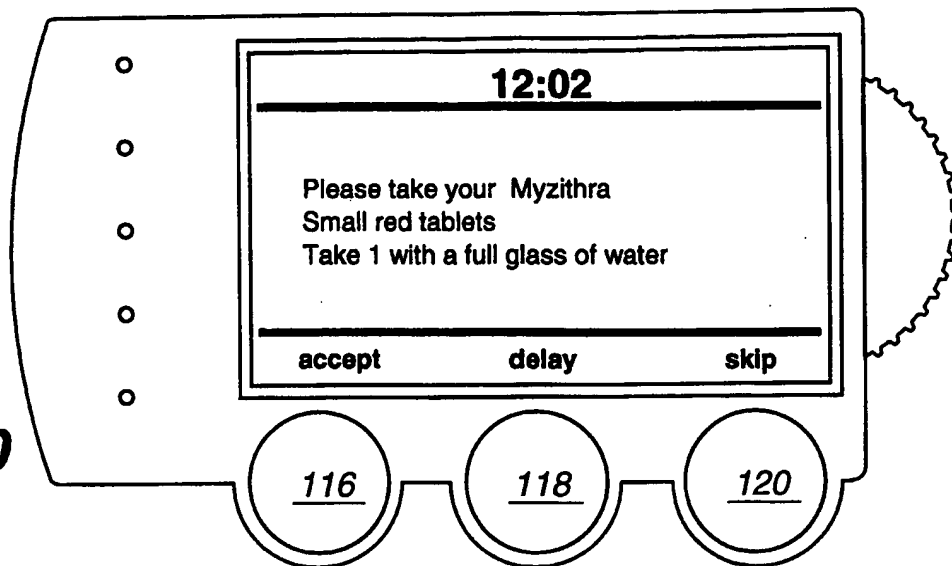 12:02
Please take your Myzithra
Small red tablets
Take 1 with a full glass of water
accept delay skip
116 118 120